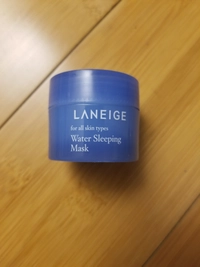 LANEIGE
for all skin types
Water Sleeping
Mask